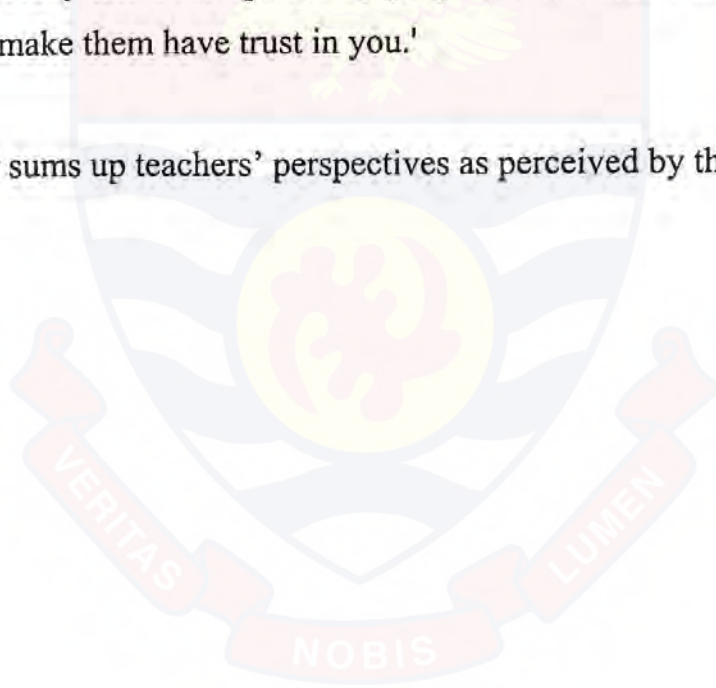 make them have trust in you.'
sums up teachers' perspectives as perceived by th
VERITAS
NOBIS
LUMEN